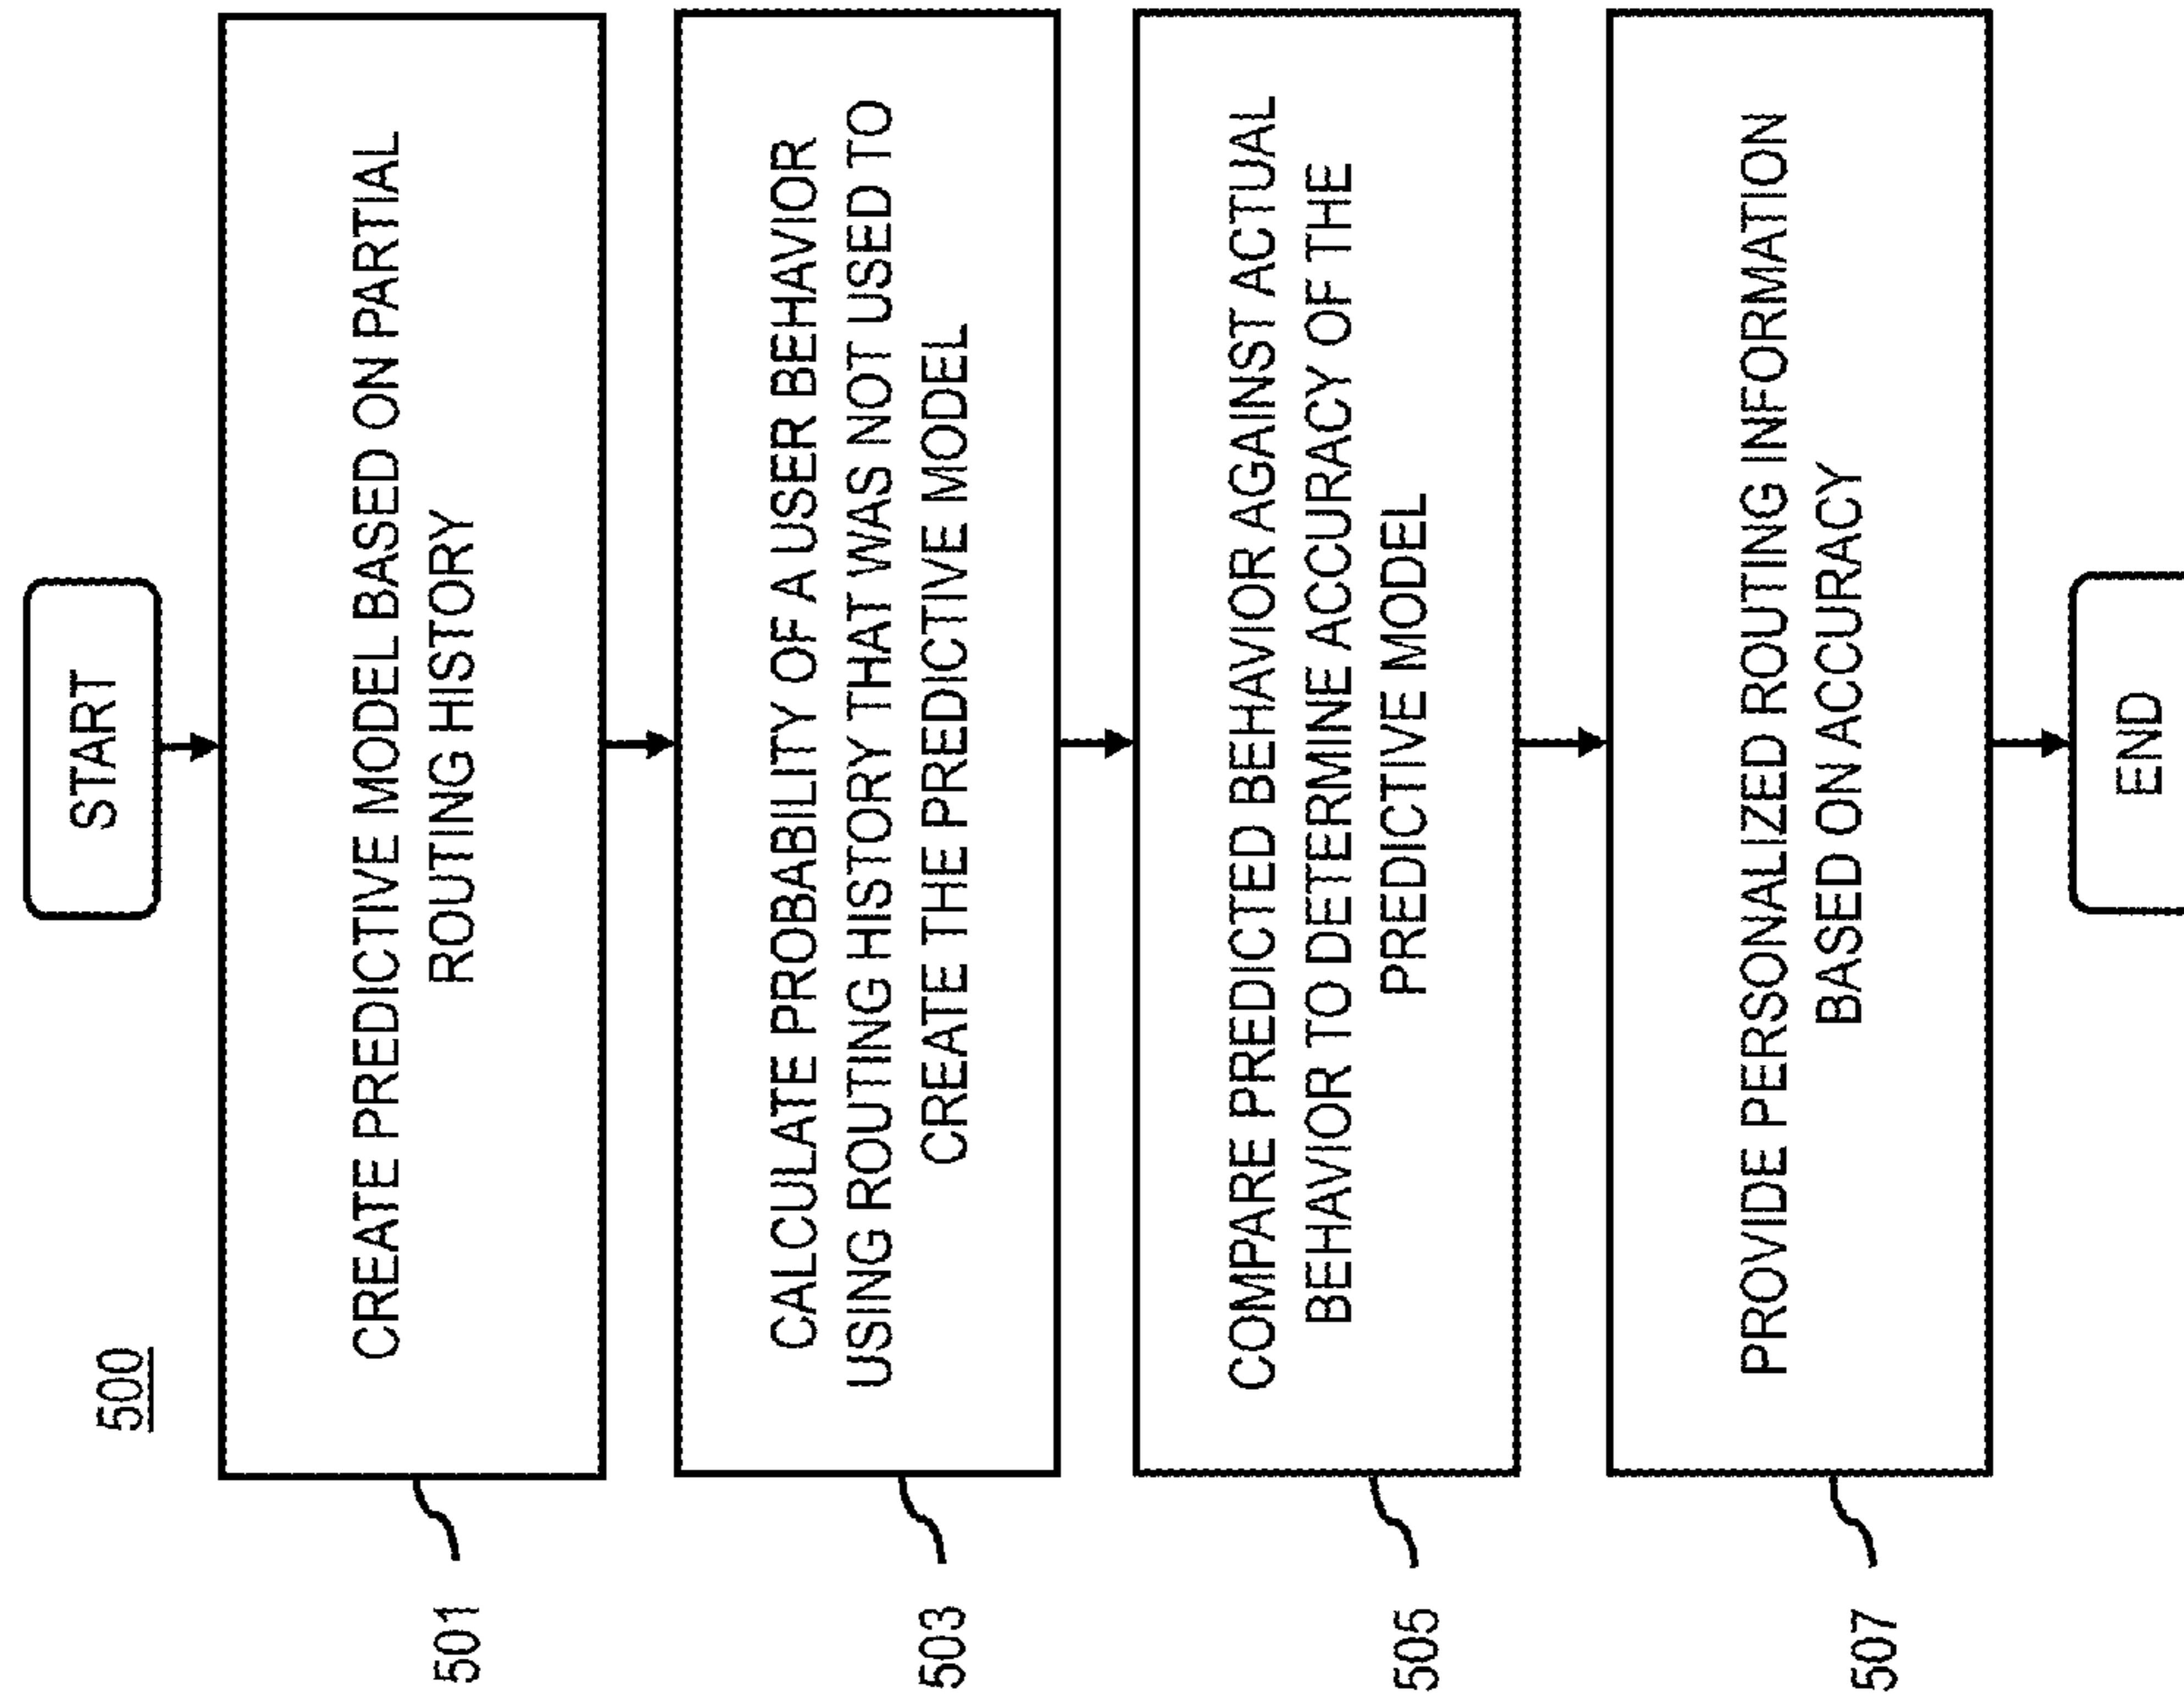 500
START
CREATE PREDICTIVE MODEL BASED ON PARTIAL
ROUTING HISTORY
501
CALCULATE PROBABILITY OF A USER BEHAVIOR
USING ROUTING HISTORY THAT WAS NOT USED TO
CREATE THE PREDICTIVE MODEL
503
COMPARE PREDICTED BEHAVIOR AGAINST ACTUAL
BEHAVIOR TO DETERMINE ACCURACY OF THE
PREDICTIVE MODEL
505
PROVIDE PERSONALIZED ROUTING INFORMATION
BASED ON ACCURACY
507
END